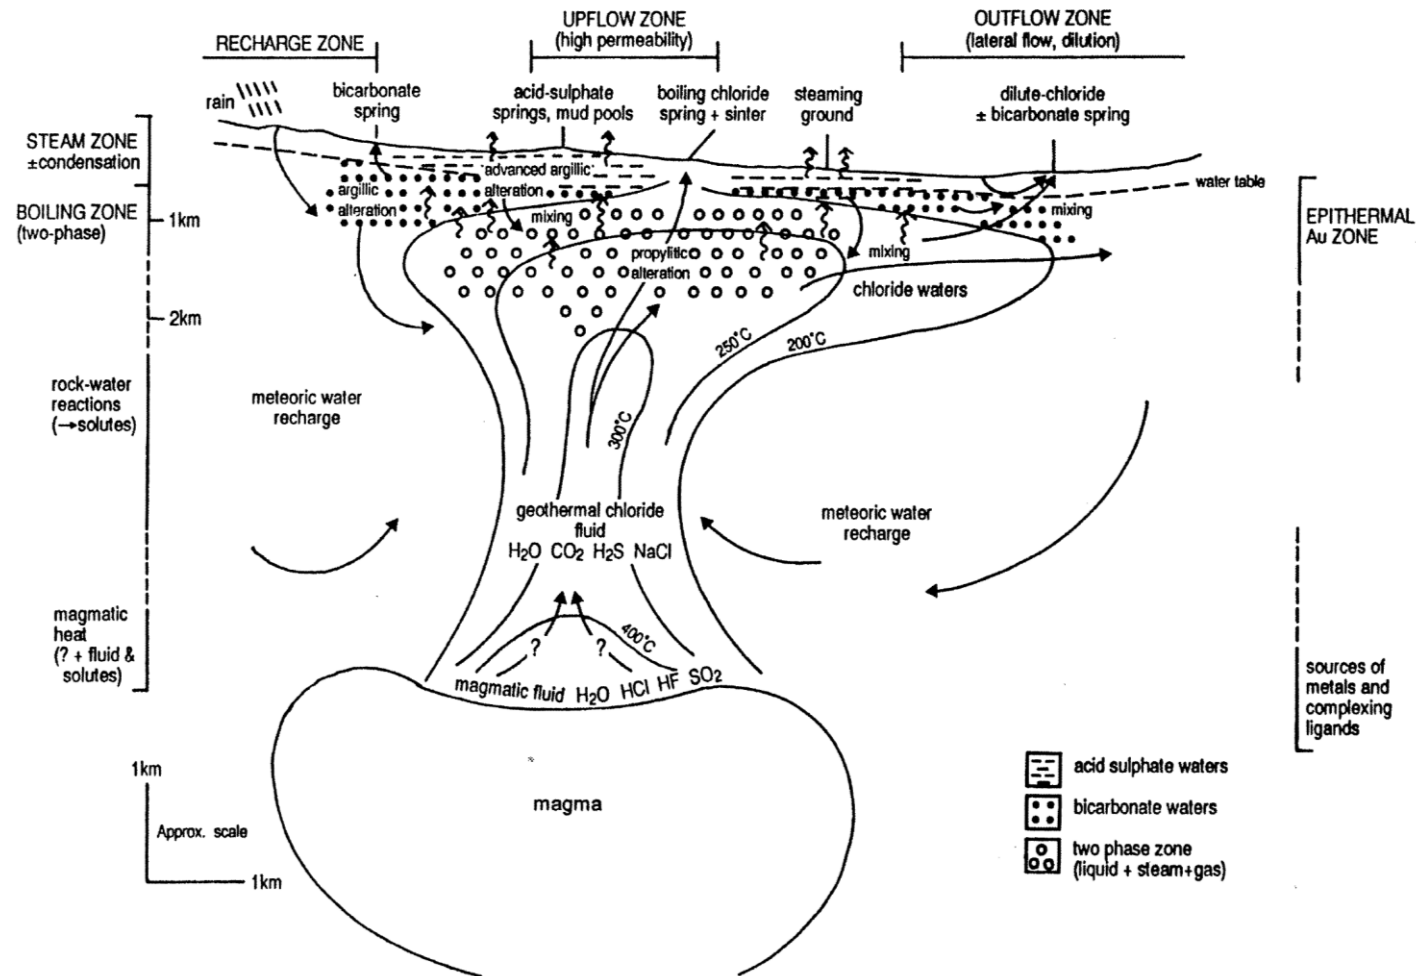 RECHARGE ZONE
UPFLOW ZONE
(high permeability)
OUTFLOW ZONE
(lateral flow, dilution)
rain
bicarbonate
spring
acid-sulphate
springs, mud pools
boiling chloride
spring + sinter
steaming
ground
dilute-chloride
± bicarbonate spring
STEAM ZONE
±condensation
BOILING ZONE
(two-phase)
1km
2km
rock-water
reactions
(→solutes)
magmatic
heat
(? + fluid &
solutes)
argillic
alteration
advanced argillic
alteration
mixing
propylitic
alteration
mixing
mixing
water table
chloride waters
EPITHERMAL
Au ZONE
250°C
200°C
300°C
400°C
meteoric water
recharge
meteoric water
recharge
geothermal chloride
fluid
H₂O CO₂ H₂S NaCl
? ?
magmatic fluid H₂O HCl HF SO₂
magma
sources of
metals and
complexing
ligands
1km
Approx. scale
1km
acid sulphate waters
bicarbonate waters
two phase zone
(liquid + steam+gas)